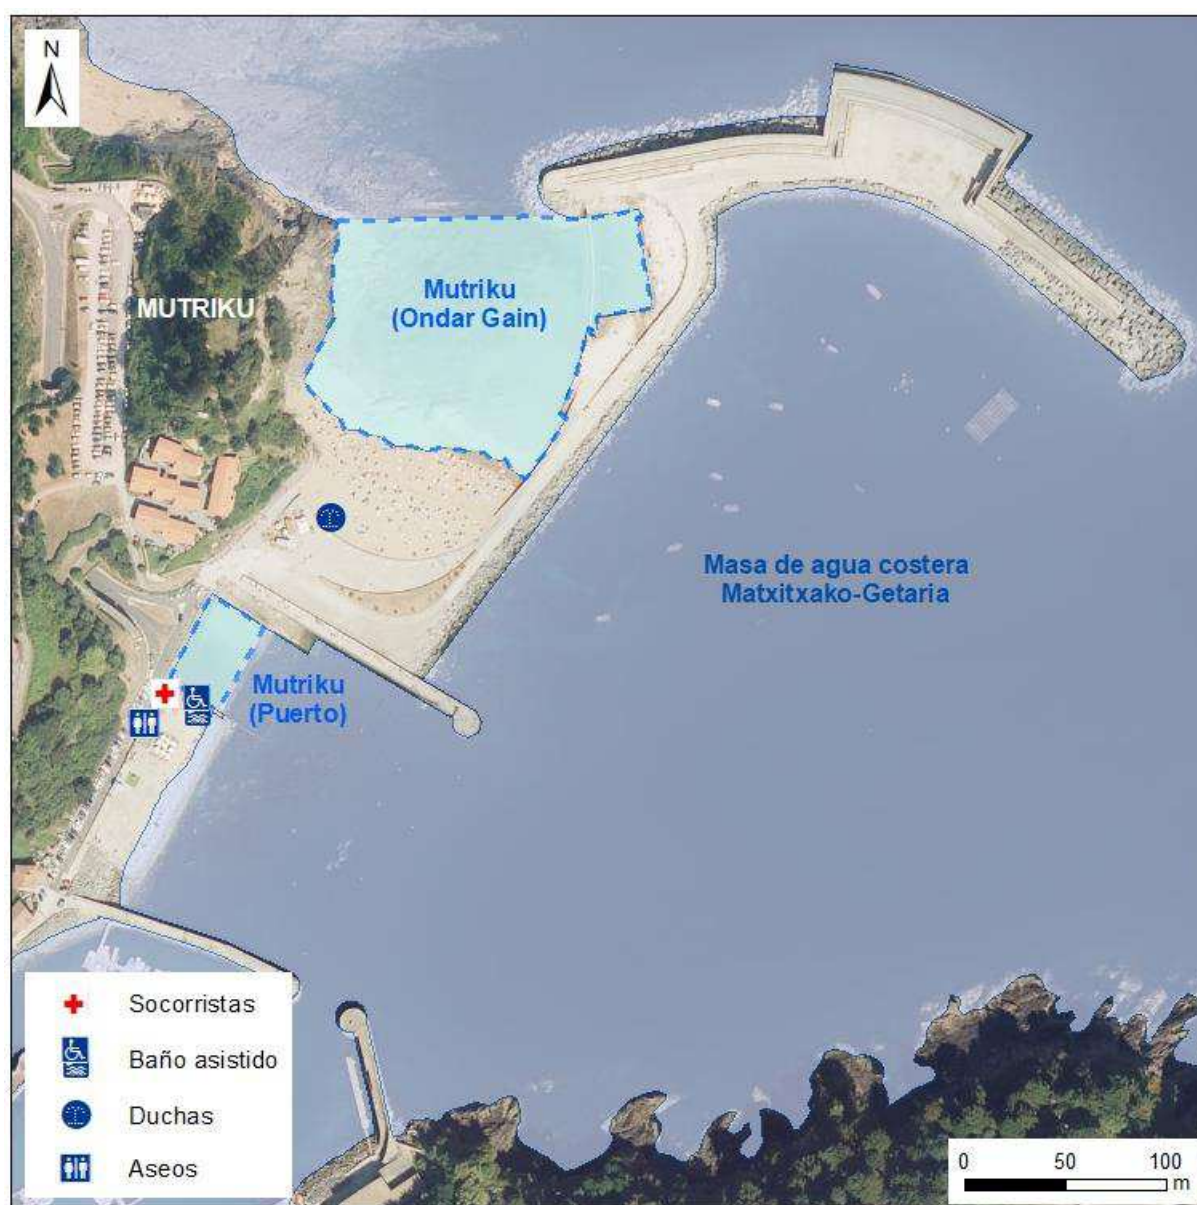 N
MUTRIKU
Mutriku
(Ondar Gain)
Masa de agua costera
Matxitxako-Getaria
Mutriku
(Puerto)
Socorristas
Baño asistido
Duchas
Aseos
0 50 100
m